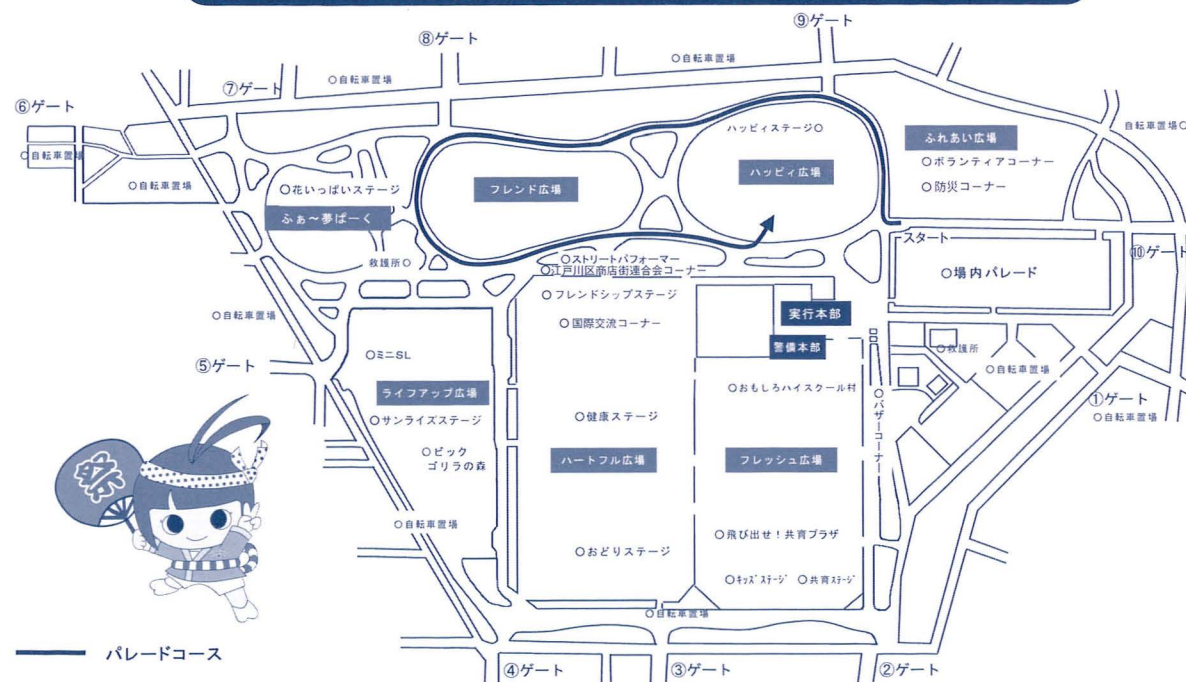 ⑨ゲート
⑧ゲート
○自転車置場
○自転車置場
⑦ゲート
⑥ゲート
○自転車置場
○自転車置場
ハッピィステージ○
ふれあい広場
自転車置場○
○ボランティアコーナー
○防災コーナー
ハッピィ広場
フレンド広場
○花いっぱいステージ
ふぁ〜夢ぱーく
救護所○
スタート
⑩ゲート
○場内パレード
○ストリートパフォーマー
○江戸川区商店街連合会コーナー
○フレンドシップステージ
○国際交流コーナー
実行本部
警備本部
○自転車置場
○救護所
○自転車置場
⑤ゲート
○ミニSL
ライフアップ広場
○サンライズステージ
○ビック
ゴリラの森
○おもしろハイスクール村
○バザーコーナー
①ゲート
○自転車置場
○健康ステージ
ハートフル広場
フレッシュ広場
祭
○自転車置場
○おどりステージ
○飛び出せ！共育プラザ
○キッズステージ ○共育ステージ
○自転車置場
パレードコース
④ゲート
③ゲート
②ゲート